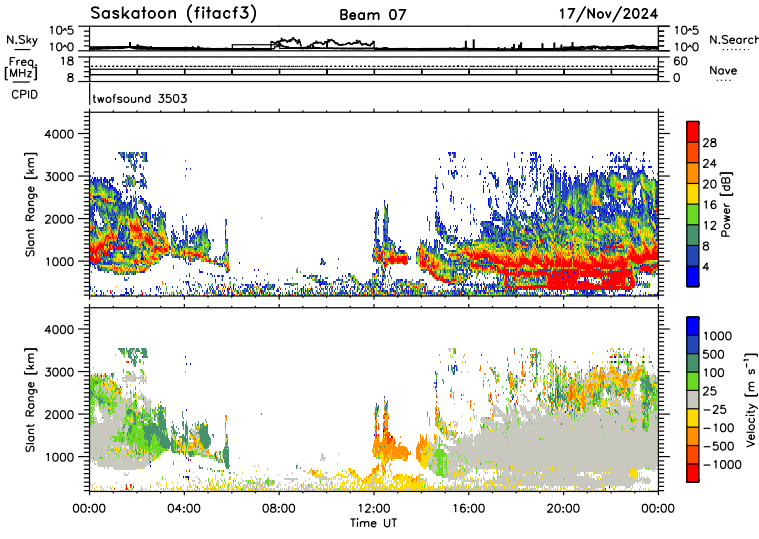 Saskatoon (fitacf3) Beam 07 17/Nov/2024
N.Sky 10^5 10^0 10^5 10^0 N.Search
Freq. [MHz] 18 8 60 0 Nave
CPID twofsound 3503
Slant Range [km] 4000 3000 2000 1000
28 24 20 16 12 8 4 Power [dB]
Slant Range [km] 4000 3000 2000 1000
1000 500 100 25 -25 -100 -500 -1000 Velocity [m s^-1]
00:00 04:00 08:00 12:00 16:00 20:00 00:00
Time UT